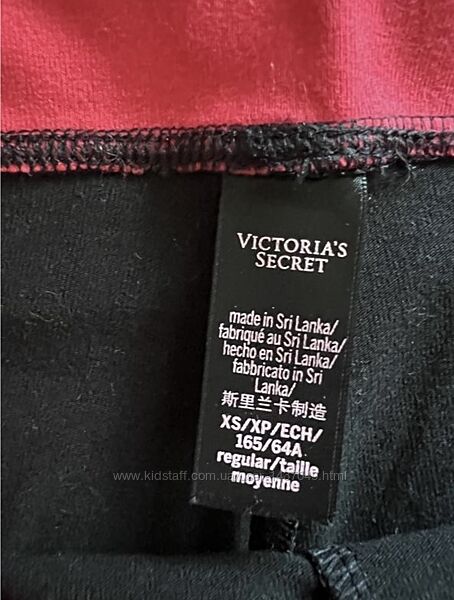 VICTORIA'S
SECRET
made in Sri Lanka/
fabriqué au Sri Lanka/
hecho en Sri Lanka/
fabbricato in Sri
Lanka/
斯里兰卡制造
XS/XP/ECH/
165/64A
regular/taille
moyenne